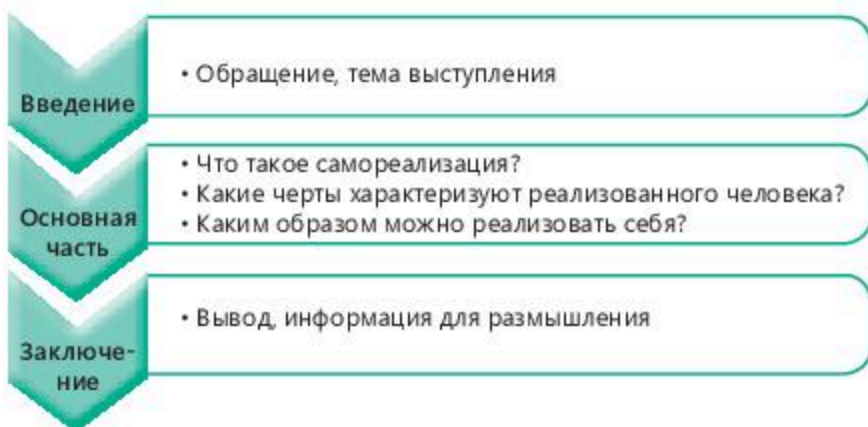 Введение
• Обращение, тема выступления
Основная
часть
• Что такое самореализация?
• Какие черты характеризуют реализованного человека?
• Каким образом можно реализовать себя?
Заключе-
ние
• Вывод, информация для размышления